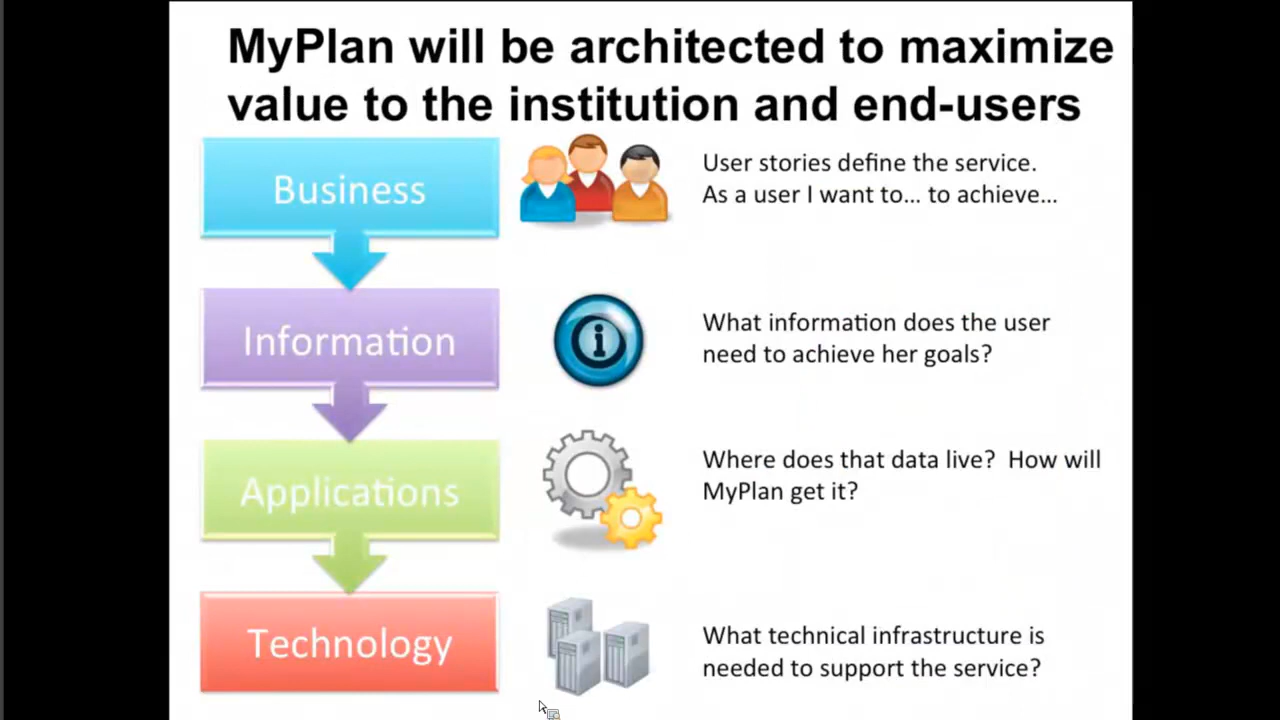 MyPlan will be architected to maximize
value to the institution and end-users
Business
User stories define the service.
As a user I want to... to achieve...
Information
What information does the user
need to achieve her goals?
Applications
Where does that data live?  How will
MyPlan get it?
Technology
What technical infrastructure is
needed to support the service?